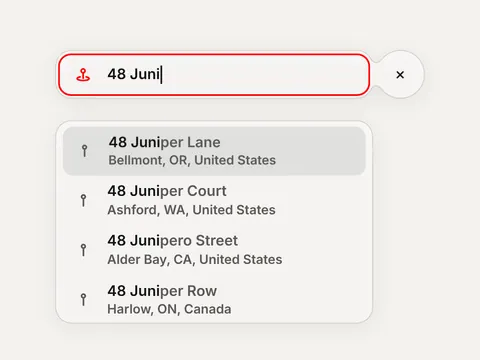 48 Juni
48 Juniper Lane
Bellmont, OR, United States
48 Juniper Court
Ashford, WA, United States
48 Junipero Street
Alder Bay, CA, United States
48 Juniper Row
Harlow, ON, Canada